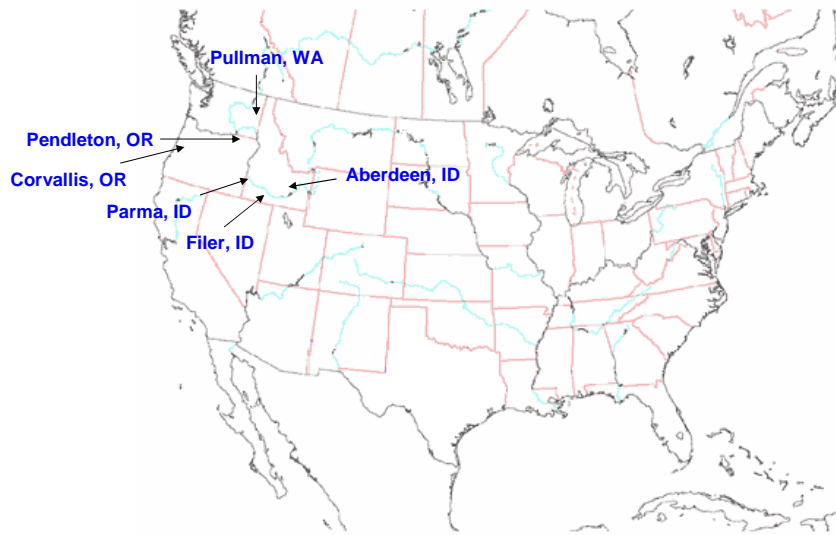 Pullman, WA
Pendleton, OR
Corvallis, OR
Aberdeen, ID
Parma, ID
Filer, ID